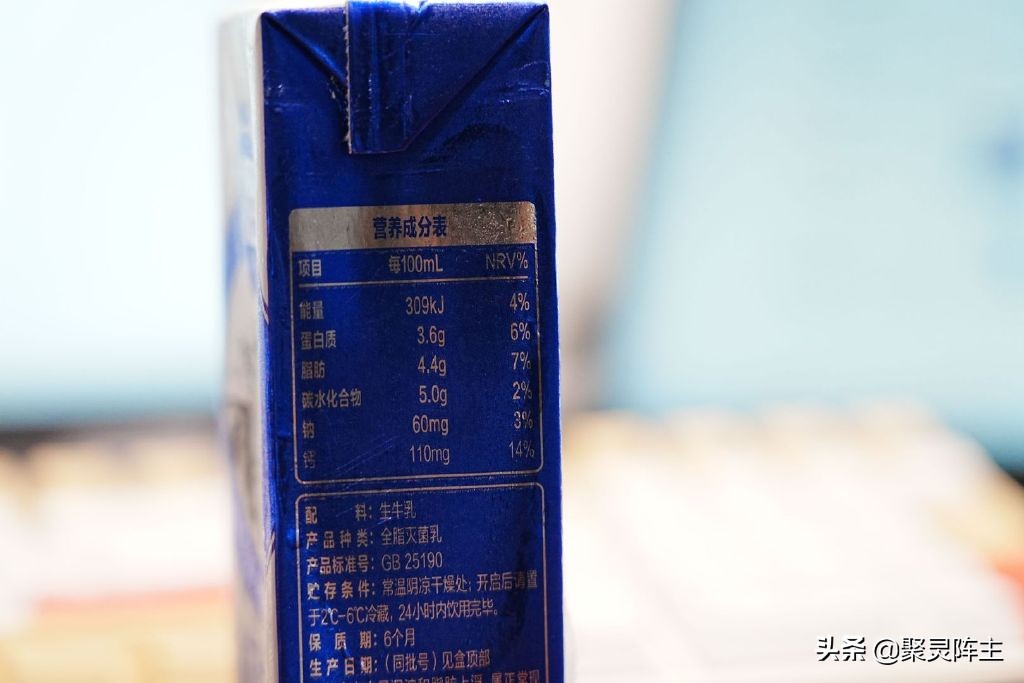 营养成分表
项目 每100mL NRV%
能量 309kJ 4%
蛋白质 3.6g 6%
脂肪 4.4g 7%
碳水化合物 5.0g 2%
钠 60mg 3%
钙 110mg 14%
配料：生牛乳
产品种类：全脂灭菌乳
产品标准号：GB 25190
贮存条件：常温阴凉干燥处；开启后请置
于2℃-6℃冷藏，24小时内饮用完毕。
保质期：6个月
生产日期：（同批号）见盒顶部
头条 @聚灵阵主